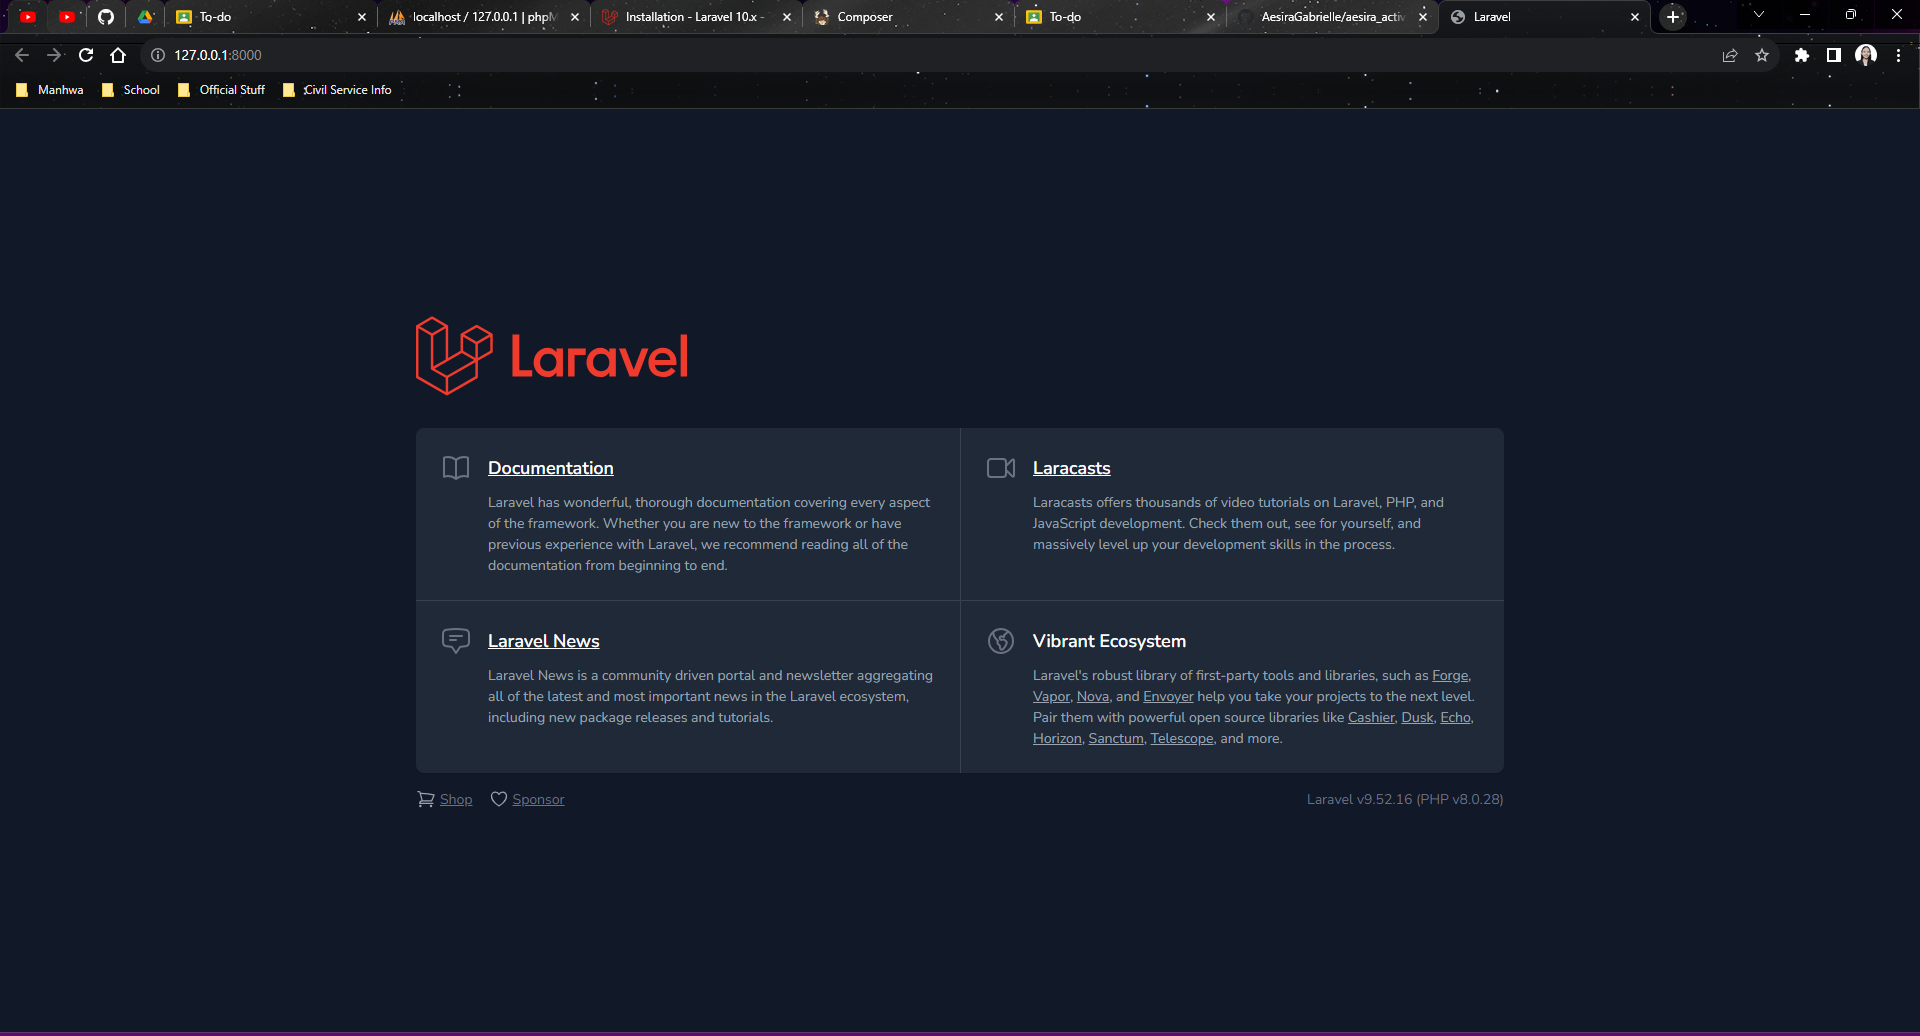 To-do
localhost / 127.0.0.1 | phpM
Installation - Laravel 10.x -
Composer
To-do
AesiraGabrielle/aesira_activ
Laravel
127.0.0.1:8000
Manhwa
School
Official Stuff
Civil Service Info
Laravel
Documentation
Laravel has wonderful, thorough documentation covering every aspect
of the framework. Whether you are new to the framework or have
previous experience with Laravel, we recommend reading all of the
documentation from beginning to end.
Laracasts
Laracasts offers thousands of video tutorials on Laravel, PHP, and
JavaScript development. Check them out, see for yourself, and
massively level up your development skills in the process.
Laravel News
Laravel News is a community driven portal and newsletter aggregating
all of the latest and most important news in the Laravel ecosystem,
including new package releases and tutorials.
Vibrant Ecosystem
Laravel's robust library of first-party tools and libraries, such as Forge,
Vapor, Nova, and Envoyer help you take your projects to the next level.
Pair them with powerful open source libraries like Cashier, Dusk, Echo,
Horizon, Sanctum, Telescope, and more.
Shop
Sponsor
Laravel v9.52.16 (PHP v8.0.28)